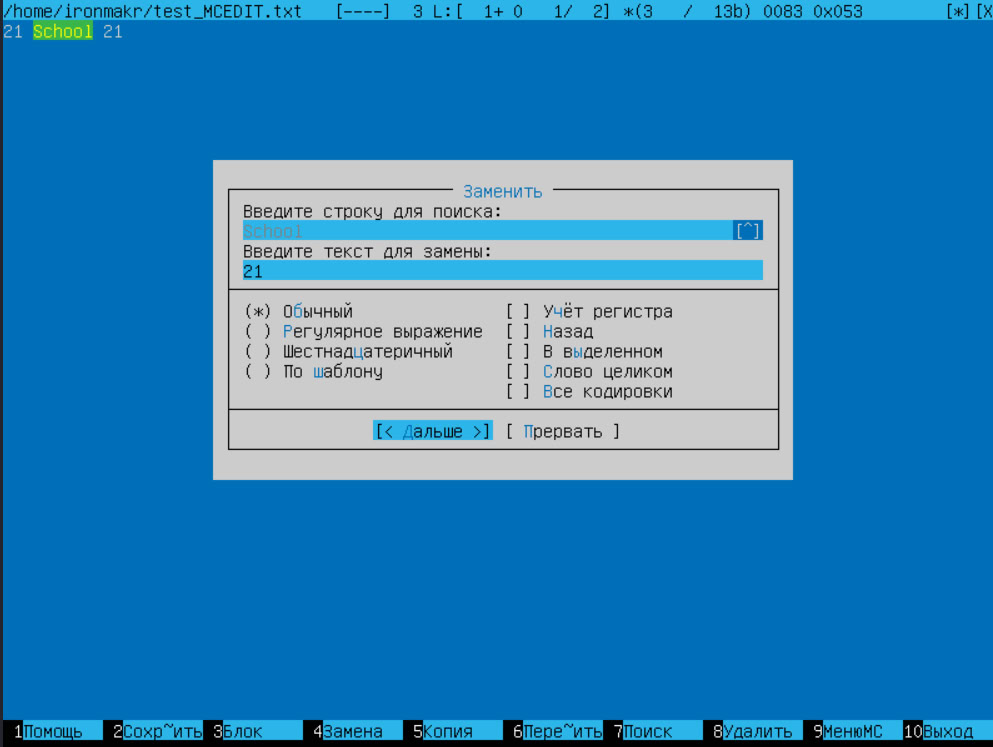 /home/ironmakr/test_MCEDIT.txt [----] 3 L:[ 1+ 0 1/ 2] *(3 / 13b) 0083 0x053 [*][X
21 School 21
Заменить
Введите строку для поиска:
School [^]
Введите текст для замены:
21
(*) Обычный [ ] Учёт регистра
( ) Регулярное выражение [ ] Назад
( ) Шестнадцатеричный [ ] В выделенном
( ) По шаблону [ ] Слово целиком
[ ] Все кодировки
[< Дальше >] [ Прервать ]
1Помощь 2Сохр~ить 3Блок 4Замена 5Копия 6Пере~ить 7Поиск 8Удалить 9МенюMC 10Выход